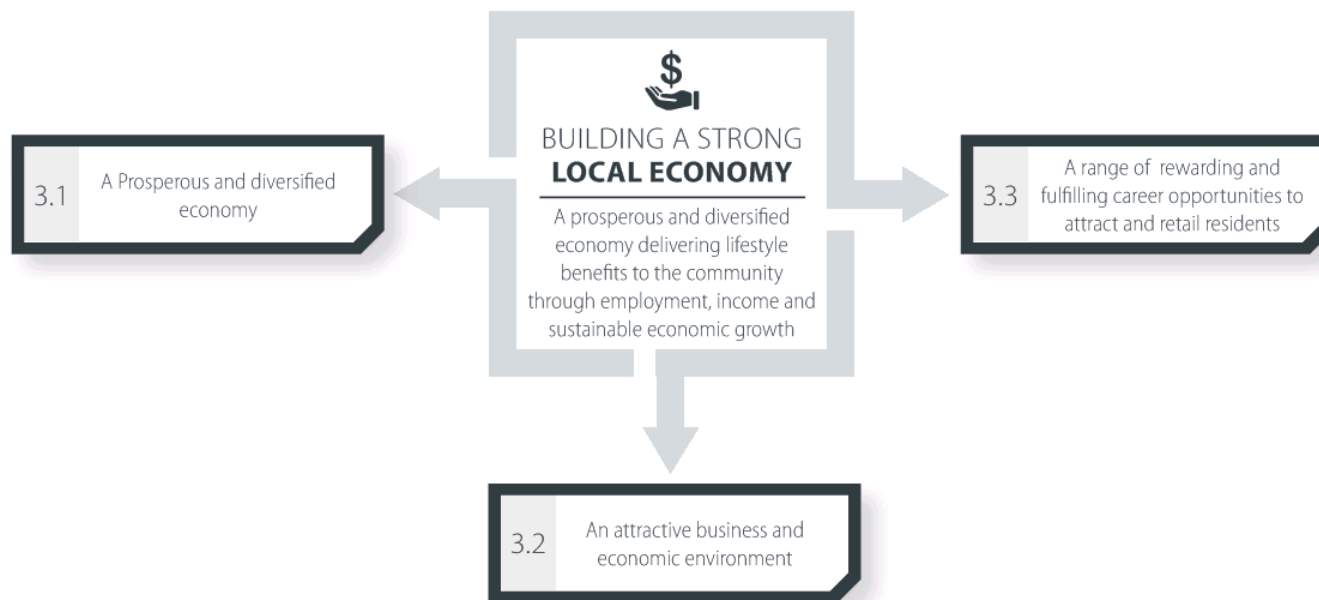 $
BUILDING A STRONG
LOCAL ECONOMY
A prosperous and diversified
economy delivering lifestyle
benefits to the community
through employment, income and
sustainable economic growth
3.1
A Prosperous and diversified
economy
3.2
An attractive business and
economic environment
3.3
A range of rewarding and
fulfilling career opportunities to
attract and retail residents